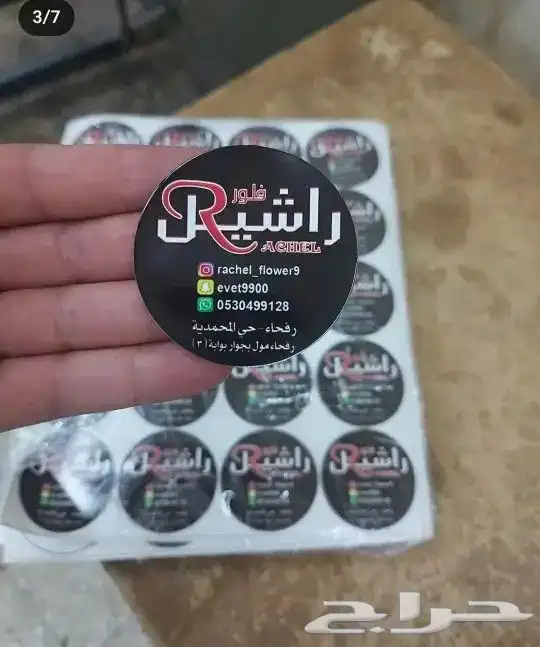 3/7
فلور
راشيل
RACHEL
rachel_flower9
evet9900
0530499128
رفحاء - حي المحمدية
رفحاء مول بجوار بوابة (٣)
حراج